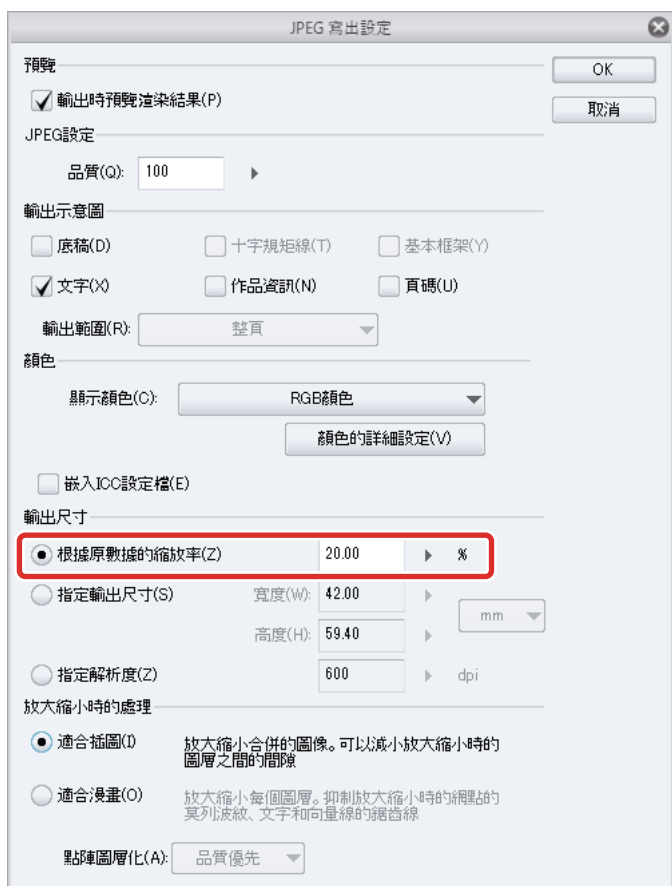 JPEG 寫出設定
預覽
OK
輸出時預覽渲染結果(P)
取消
JPEG設定
品質(Q): 100
輸出示意圖
底稿(D) 十字規矩線(T) 基本框架(Y)
文字(X) 作品資訊(N) 頁碼(U)
輸出範圍(R): 整頁
顏色
顯示顏色(C): RGB顏色
顏色的詳細設定(V)
嵌入ICC設定檔(E)
輸出尺寸
根據原數據的縮放率(Z) 20.00 %
指定輸出尺寸(S) 寬度(W): 42.00
mm
高度(H): 59.40
指定解析度(Z) 600 dpi
放大縮小時的處理
適合插圖(I) 放大縮小合併的圖像。可以減小放大縮小時的
圖層之間的間隙
適合漫畫(O) 放大縮小每個圖層。抑制放大縮小時的網點的
莫列波紋、文字和向量線的鋸齒線
點陣圖層化(A): 品質優先